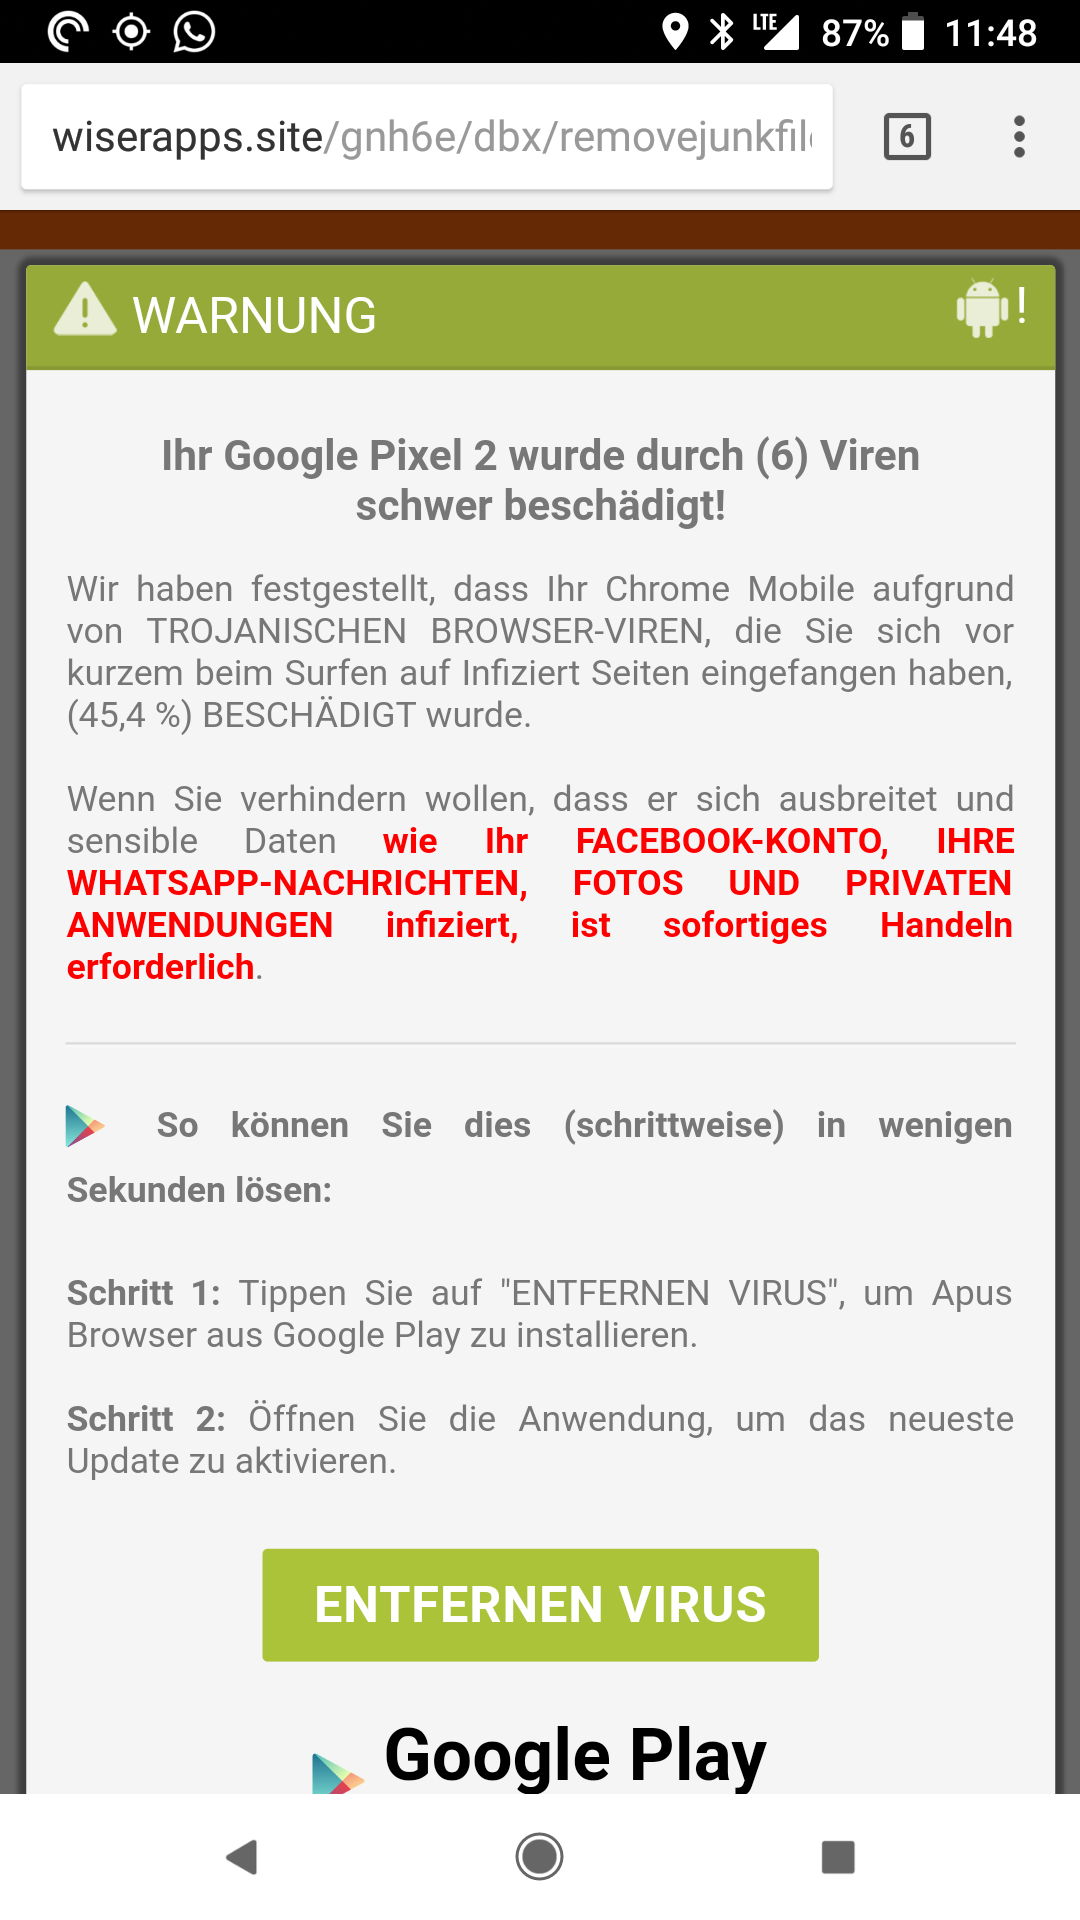 LTE 87% 11:48
wiserapps.site/gnh6e/dbx/removejunkfil
6
WARNUNG !
Ihr Google Pixel 2 wurde durch (6) Viren
schwer beschädigt!
Wir haben festgestellt, dass Ihr Chrome Mobile aufgrund
von TROJANISCHEN BROWSER-VIREN, die Sie sich vor
kurzem beim Surfen auf Infiziert Seiten eingefangen haben,
(45,4 %) BESCHÄDIGT wurde.
Wenn Sie verhindern wollen, dass er sich ausbreitet und
sensible Daten wie Ihr FACEBOOK-KONTO, IHRE
WHATSAPP-NACHRICHTEN, FOTOS UND PRIVATEN
ANWENDUNGEN infiziert, ist sofortiges Handeln
erforderlich.
So können Sie dies (schrittweise) in wenigen
Sekunden lösen:
Schritt 1: Tippen Sie auf "ENTFERNEN VIRUS", um Apus
Browser aus Google Play zu installieren.
Schritt 2: Öffnen Sie die Anwendung, um das neueste
Update zu aktivieren.
ENTFERNEN VIRUS
Google Play